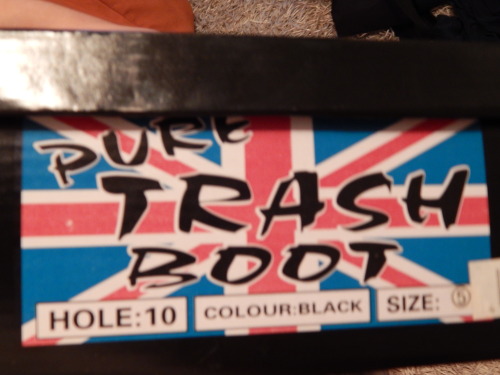 PURE
TRASH
BOOT
HOLE:10 COLOUR:BLACK SIZE: 5